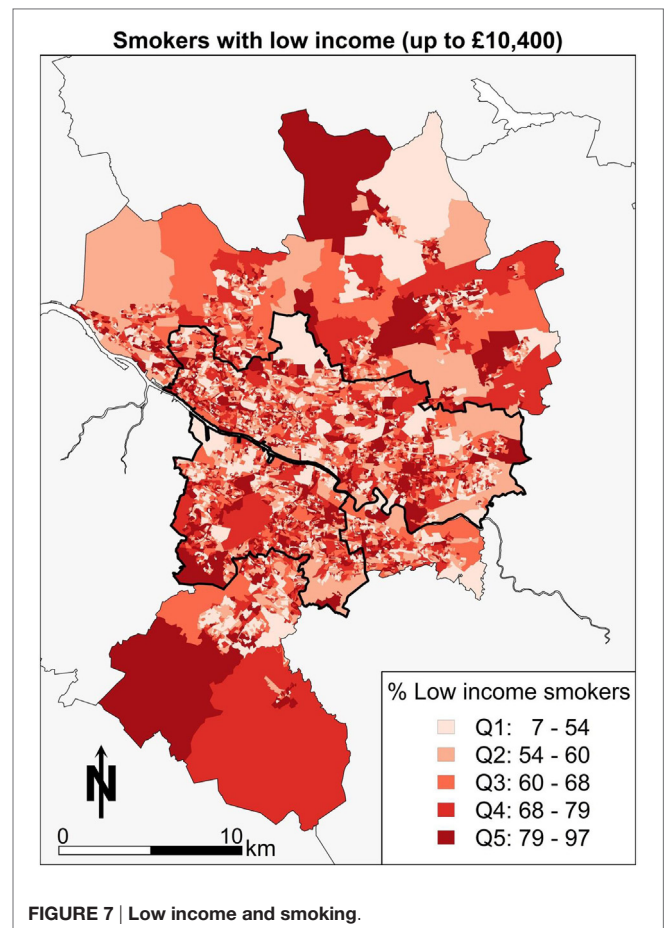 Smokers with low income (up to £10,400)
% Low income smokers
Q1: 7 - 54
Q2: 54 - 60
Q3: 60 - 68
Q4: 68 - 79
Q5: 79 - 97
N
0 10
km
FIGURE 7 | Low income and smoking.